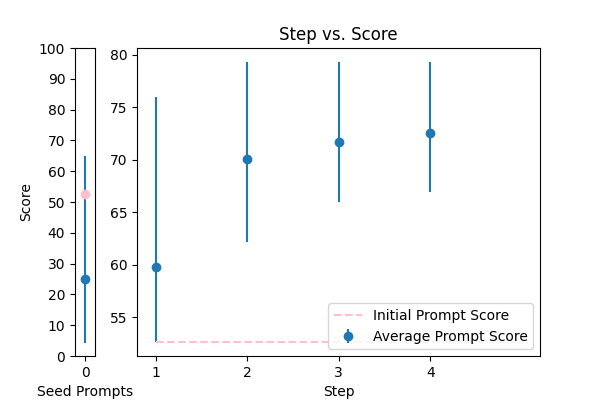 Step vs. Score
Score
100
90
80
70
60
50
40
30
20
10
0
0
Seed Prompts
80
75
70
65
60
55
1 2 3 4
Step
Initial Prompt Score
Average Prompt Score